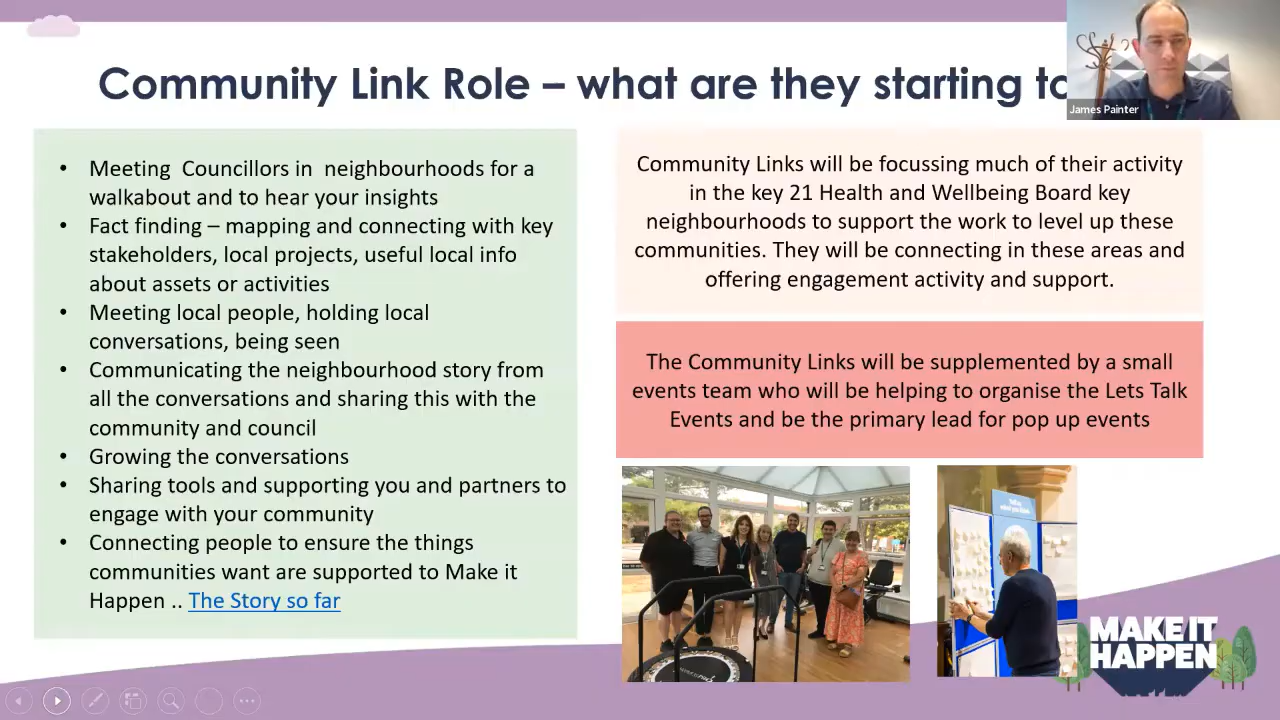 Community Link Role – what are they starting to
James Painter
• Meeting Councillors in neighbourhoods for a
walkabout and to hear your insights
• Fact finding – mapping and connecting with key
stakeholders, local projects, useful local info
about assets or activities
• Meeting local people, holding local
conversations, being seen
• Communicating the neighbourhood story from
all the conversations and sharing this with the
community and council
• Growing the conversations
• Sharing tools and supporting you and partners to
engage with your community
• Connecting people to ensure the things
communities want are supported to Make it
Happen .. The Story so far
Community Links will be focussing much of their activity
in the key 21 Health and Wellbeing Board key
neighbourhoods to support the work to level up these
communities. They will be connecting in these areas and
offering engagement activity and support.
The Community Links will be supplemented by a small
events team who will be helping to organise the Lets Talk
Events and be the primary lead for pop up events
MAKE IT
HAPPEN